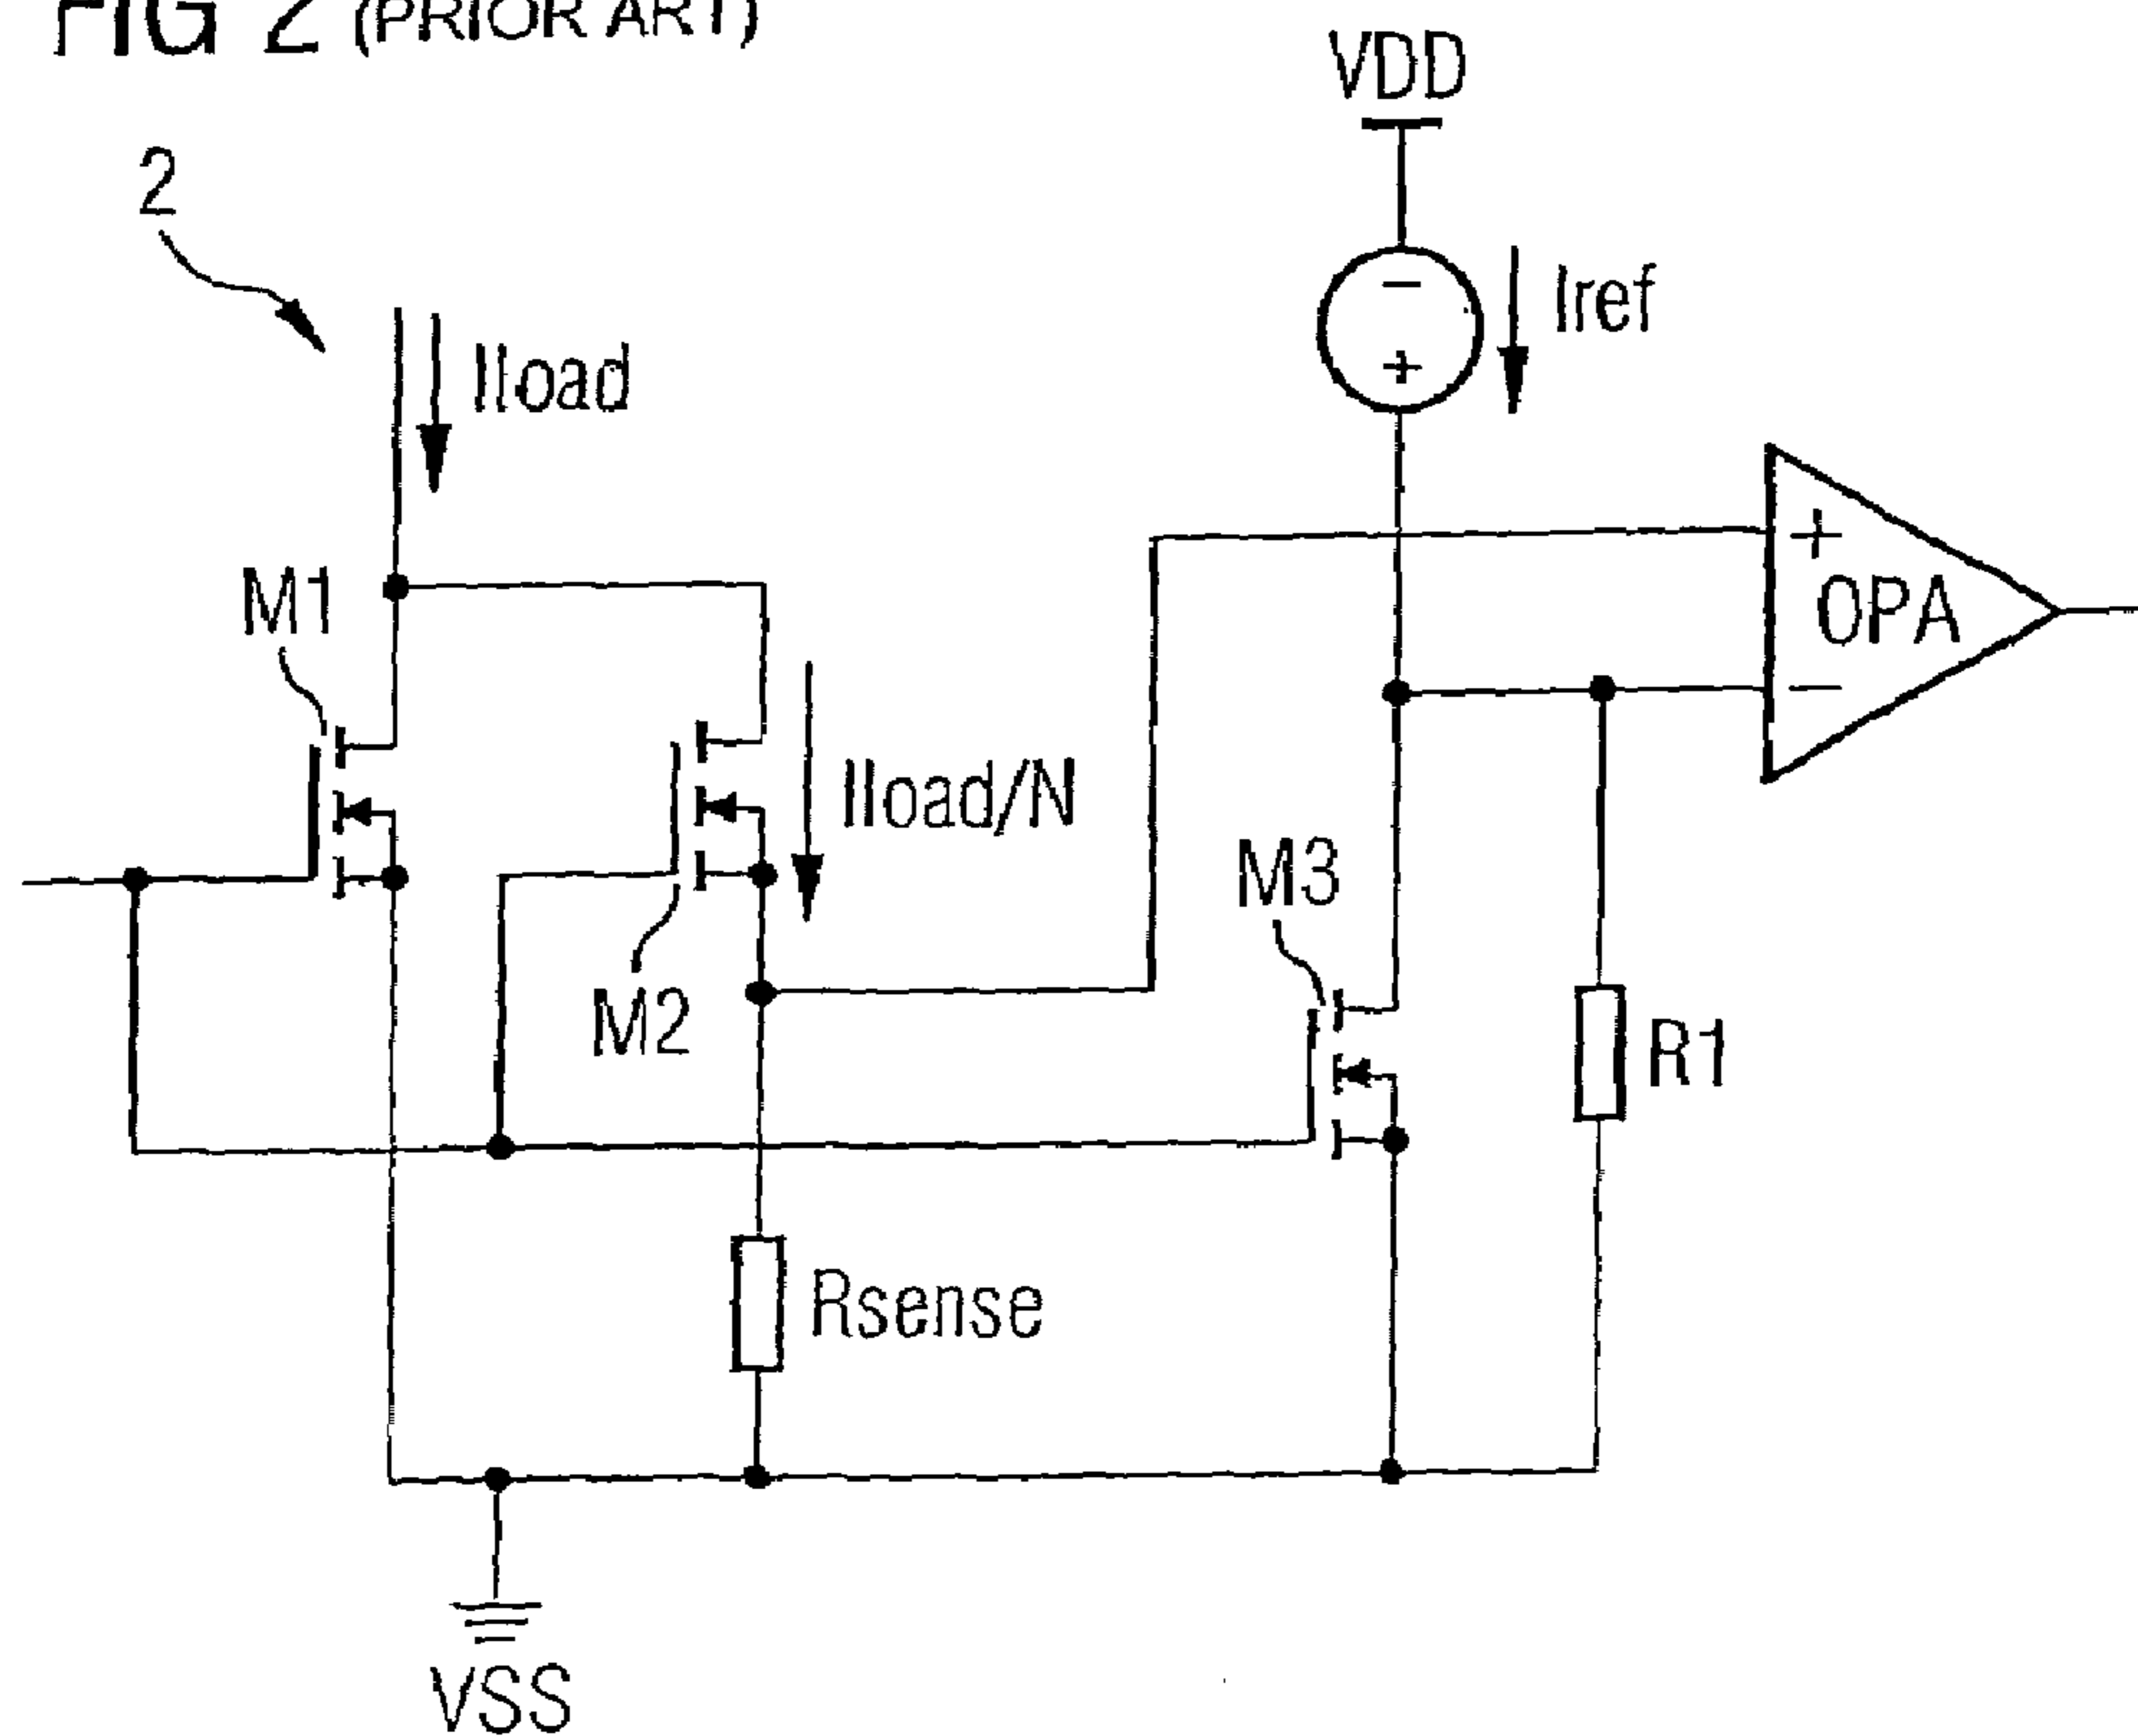 FIG 2 (PRIOR ART)
VDD
2
Iref
Iload
M1
+
OPA
Iload/N
M3
M2
R1
Rsense
VSS